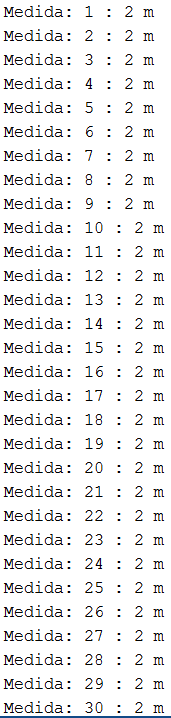 Medida: 1 : 2 m
Medida: 2 : 2 m
Medida: 3 : 2 m
Medida: 4 : 2 m
Medida: 5 : 2 m
Medida: 6 : 2 m
Medida: 7 : 2 m
Medida: 8 : 2 m
Medida: 9 : 2 m
Medida: 10 : 2 m
Medida: 11 : 2 m
Medida: 12 : 2 m
Medida: 13 : 2 m
Medida: 14 : 2 m
Medida: 15 : 2 m
Medida: 16 : 2 m
Medida: 17 : 2 m
Medida: 18 : 2 m
Medida: 19 : 2 m
Medida: 20 : 2 m
Medida: 21 : 2 m
Medida: 22 : 2 m
Medida: 23 : 2 m
Medida: 24 : 2 m
Medida: 25 : 2 m
Medida: 26 : 2 m
Medida: 27 : 2 m
Medida: 28 : 2 m
Medida: 29 : 2 m
Medida: 30 : 2 m